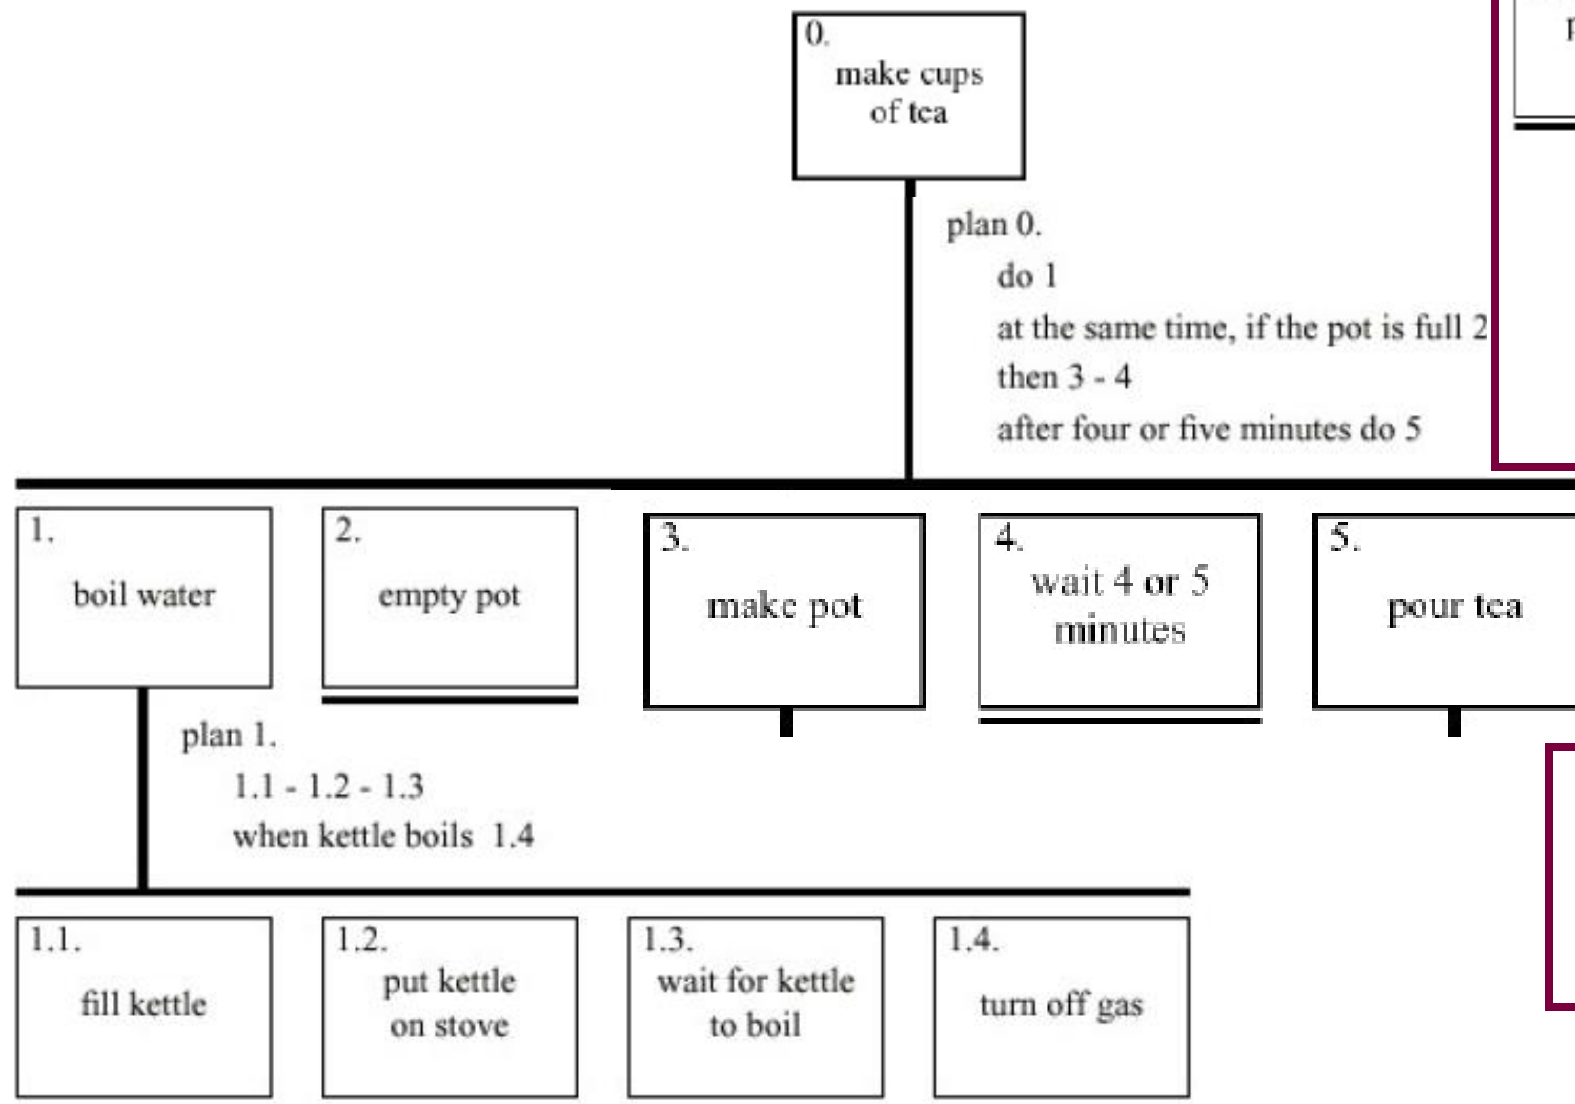 0.
make cups
of tea
plan 0.
do 1
at the same time, if the pot is full 2
then 3 - 4
after four or five minutes do 5
1.
boil water
2.
empty pot
3.
make pot
4.
wait 4 or 5
minutes
5.
pour tea
plan 1.
1.1 - 1.2 - 1.3
when kettle boils 1.4
1.1.
fill kettle
1.2.
put kettle
on stove
1.3.
wait for kettle
to boil
1.4.
turn off gas